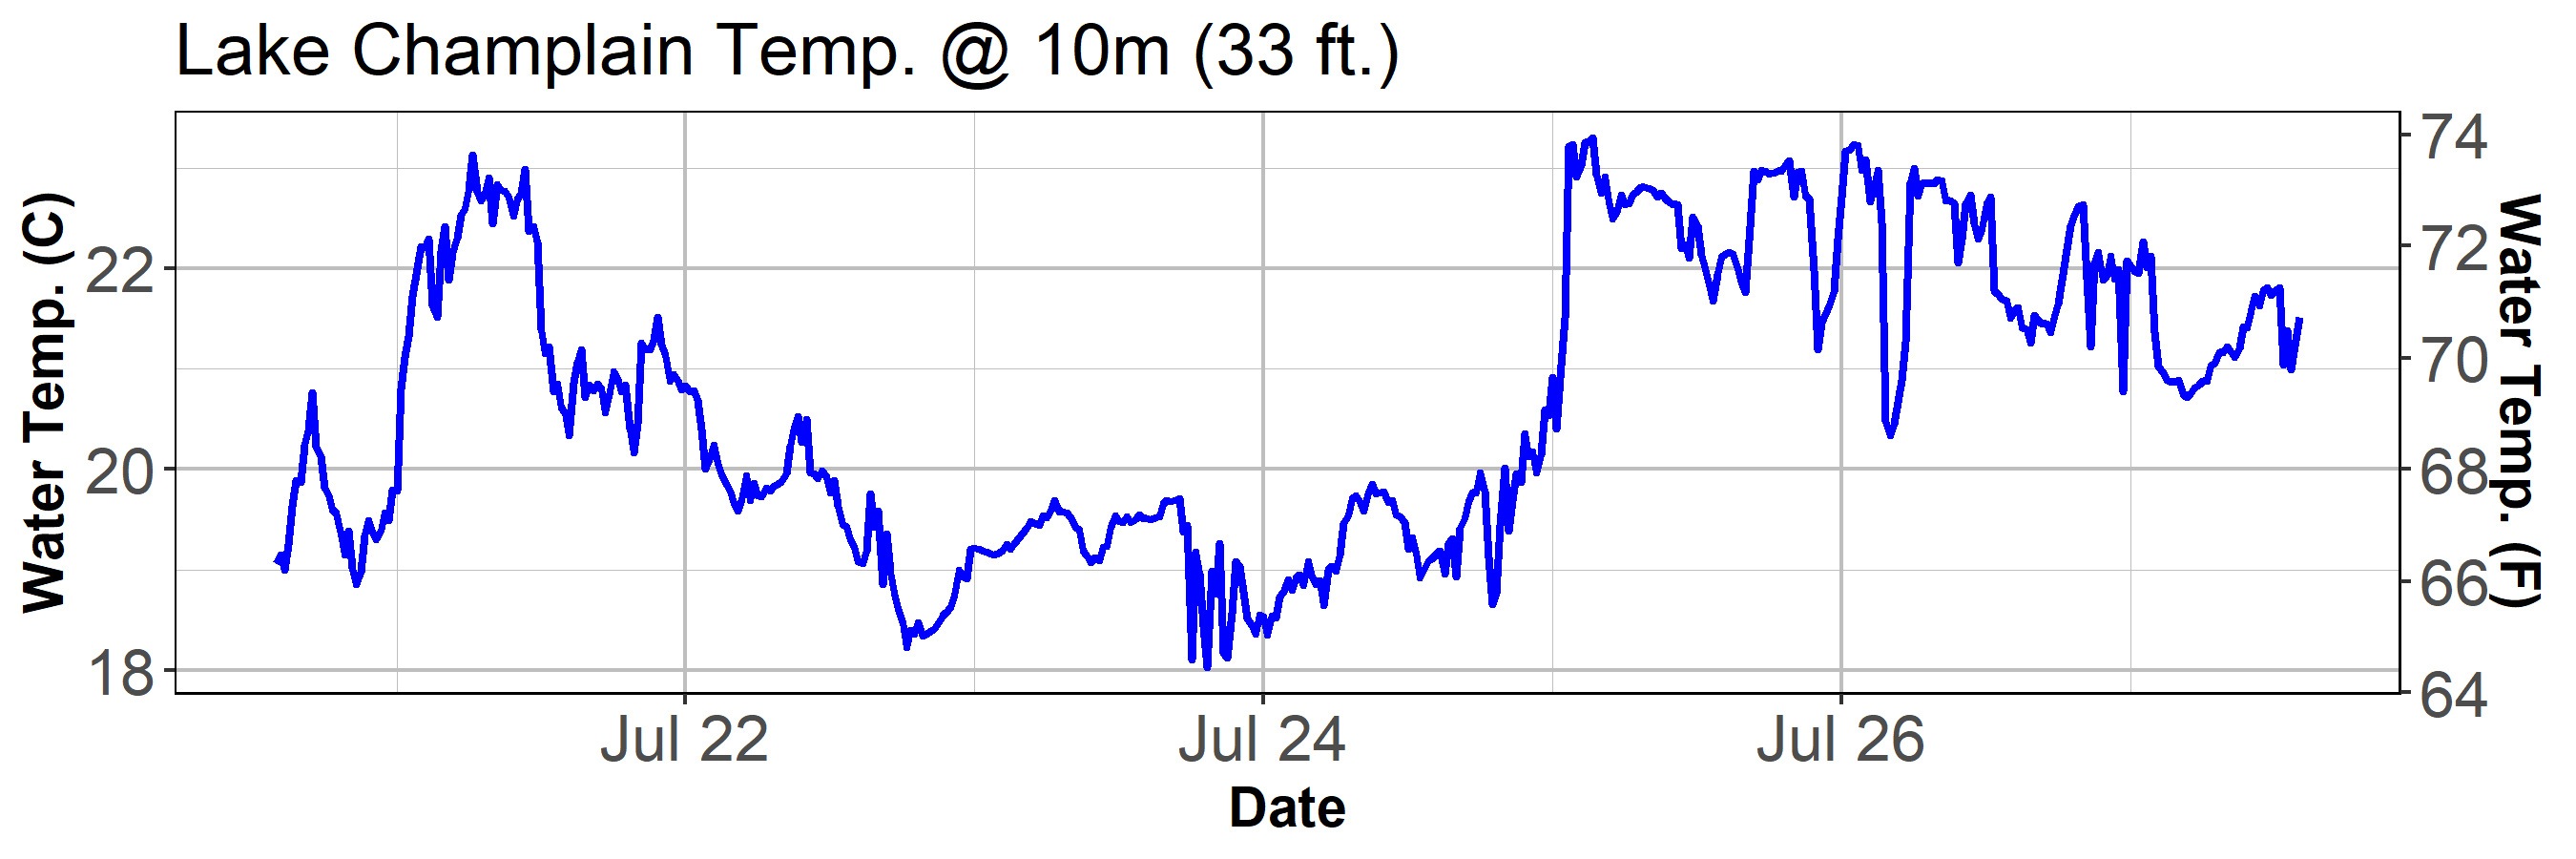 Lake Champlain Temp. @ 10m (33 ft.)
Water Temp. (C)
22
20
18
74
72
70
68
66
64
Water Temp. (F)
Jul 22
Jul 24
Jul 26
Date